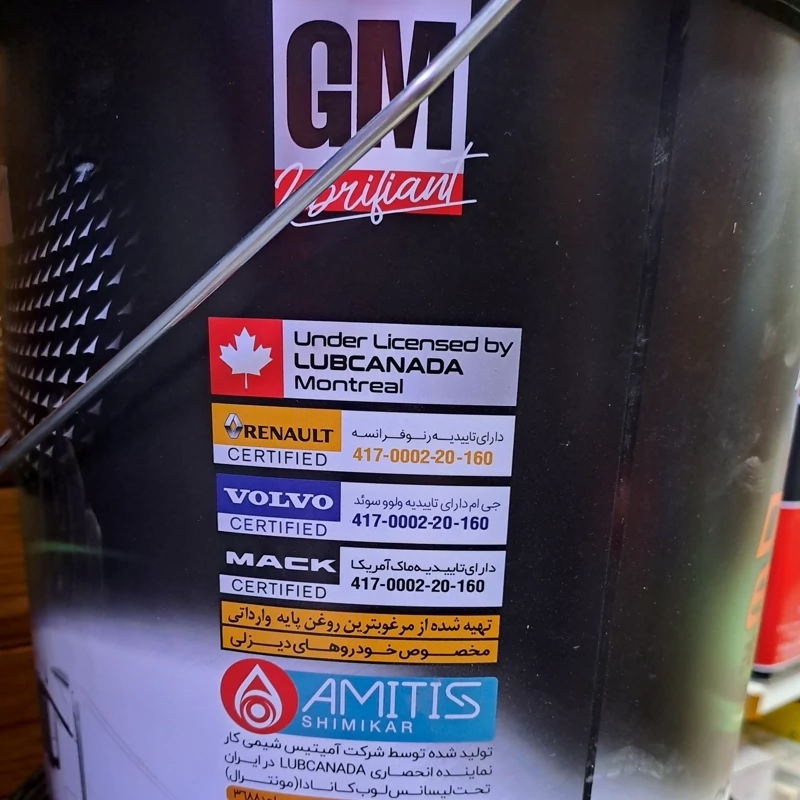 GM
Lubrifiant
Under Licensed by
LUBCANADA
Montreal
RENAULT
CERTIFIED
دارای تاییدیه رنو فرانسه
417-0002-20-160
VOLVO
CERTIFIED
جی ام دارای تاییدیه ولوو سوئد
417-0002-20-160
MACK
CERTIFIED
دارای تاییدیه ماک آمریکا
417-0002-20-160
تهیه شده از مرغوبترین روغن پایه وارداتی
مخصوص خودروهای دیزلی
AMITIS
SHIMIKAR
تولید شده توسط شرکت آمیتیس شیمی کار
نماینده انحصاری LUBCANADA در ایران
تحت لیسانس لوب کانادا (مونترال)